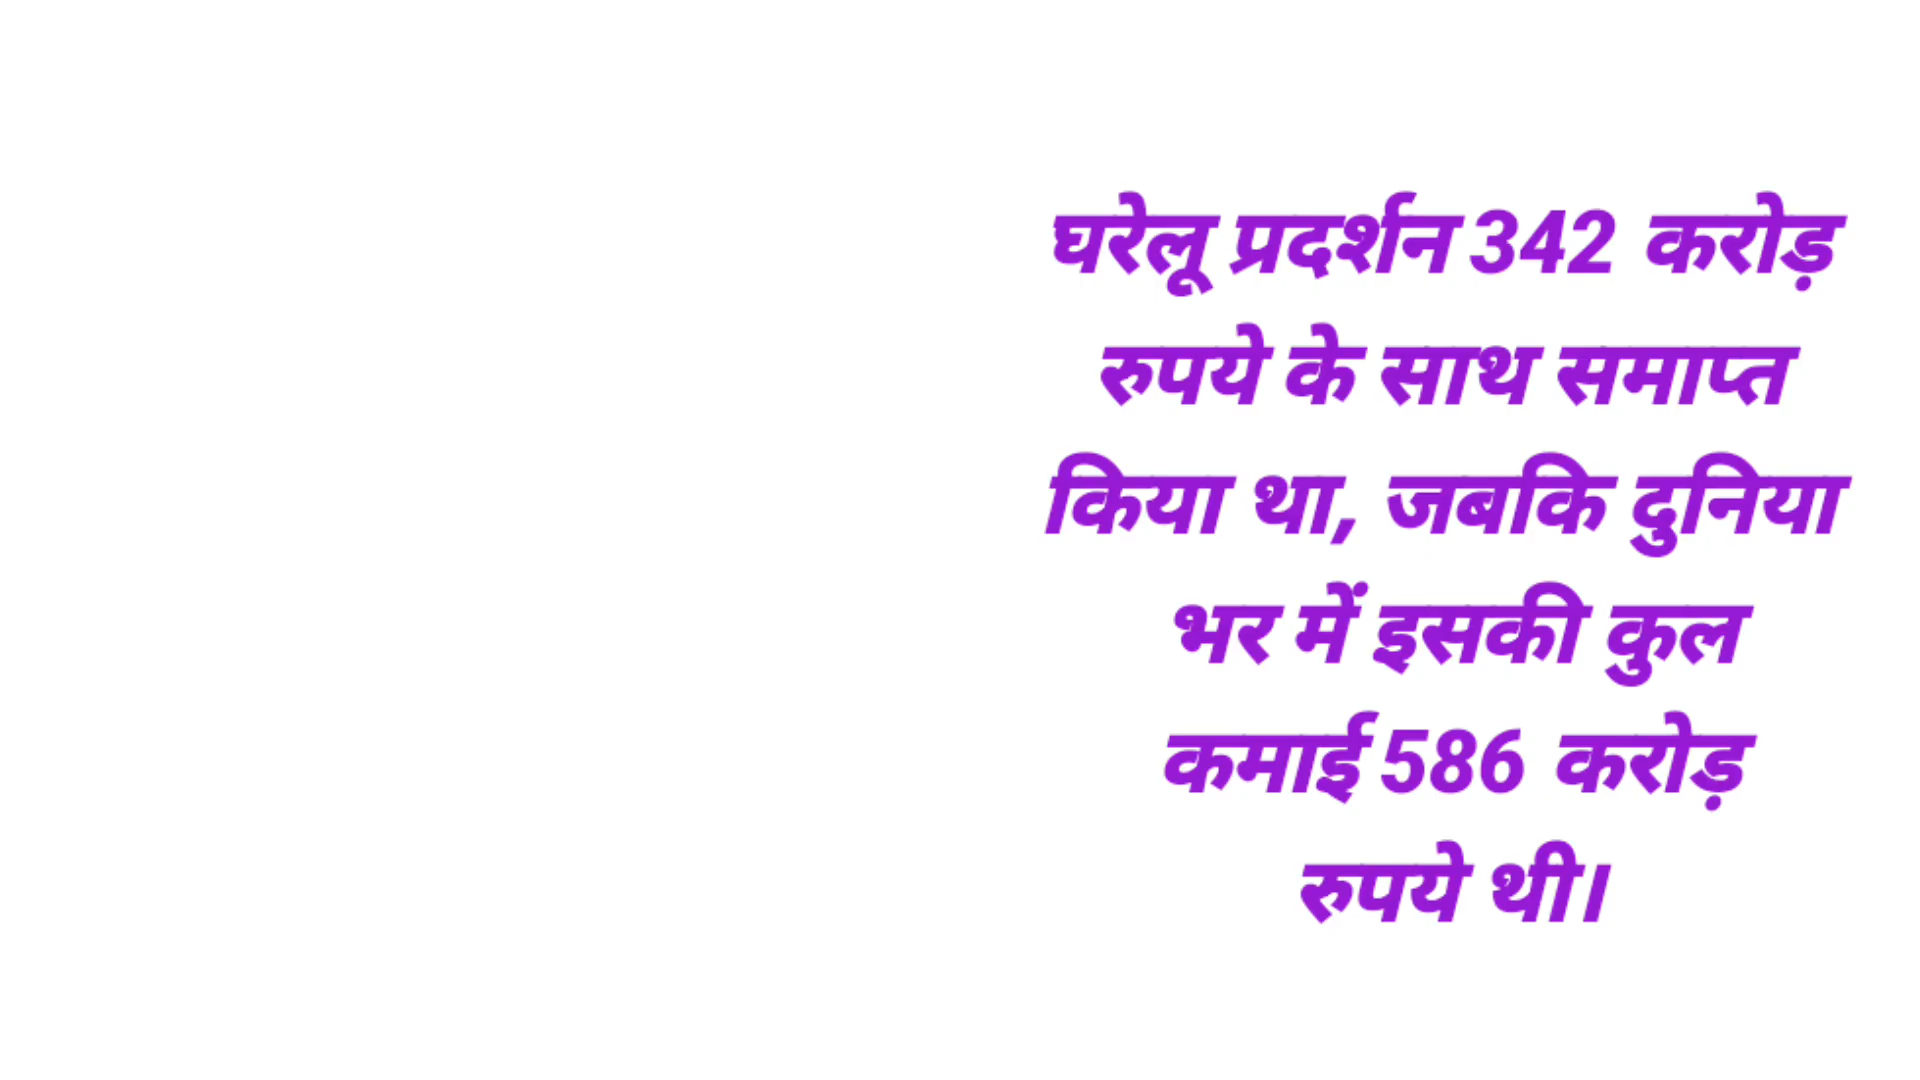 घरेलू प्रदर्शन 342 करोड़
रुपये के साथ समाप्त
किया था, जबकि दुनिया
भर में इसकी कुल
कमाई 586 करोड़
रुपये थी।